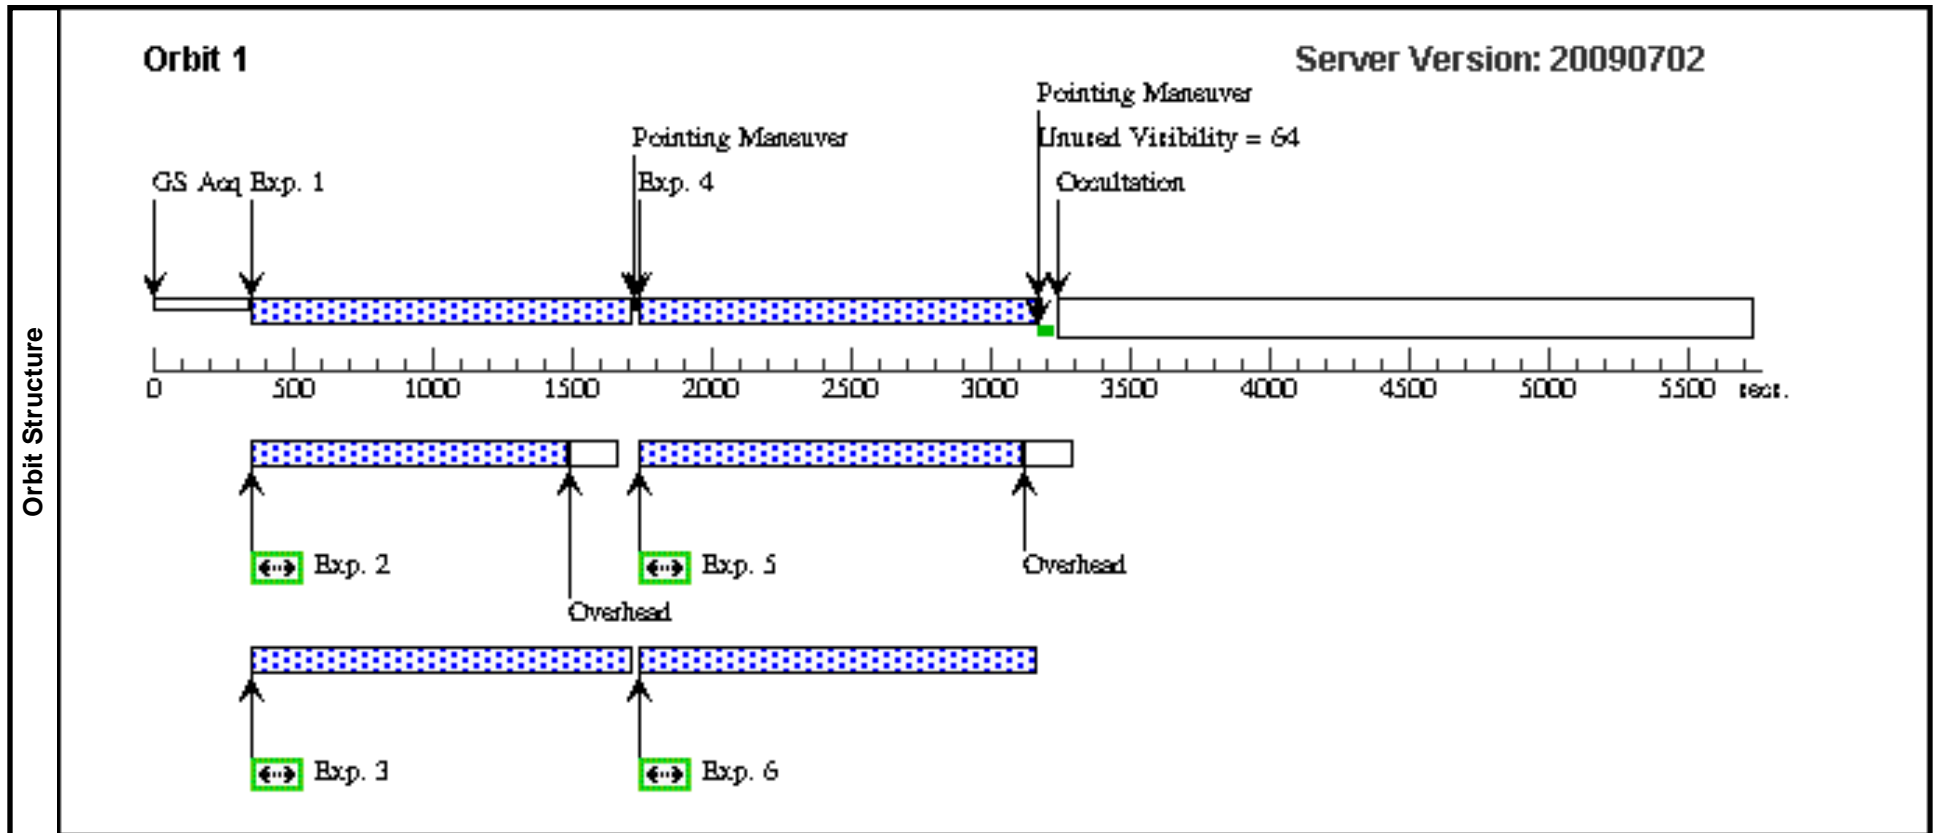 Orbit Structure
Orbit 1
Server Version: 20090702
Pointing Maneuver
Pointing Maneuver
Unused Visibility = 64
GS Acq Exp. 1
Exp. 4
Occultation
0 500 1000 1500 2000 2500 3000 3500 4000 4500 5000 5500 secs.
Exp. 2
Exp. 5
Overhead
Overhead
Exp. 3
Exp. 6